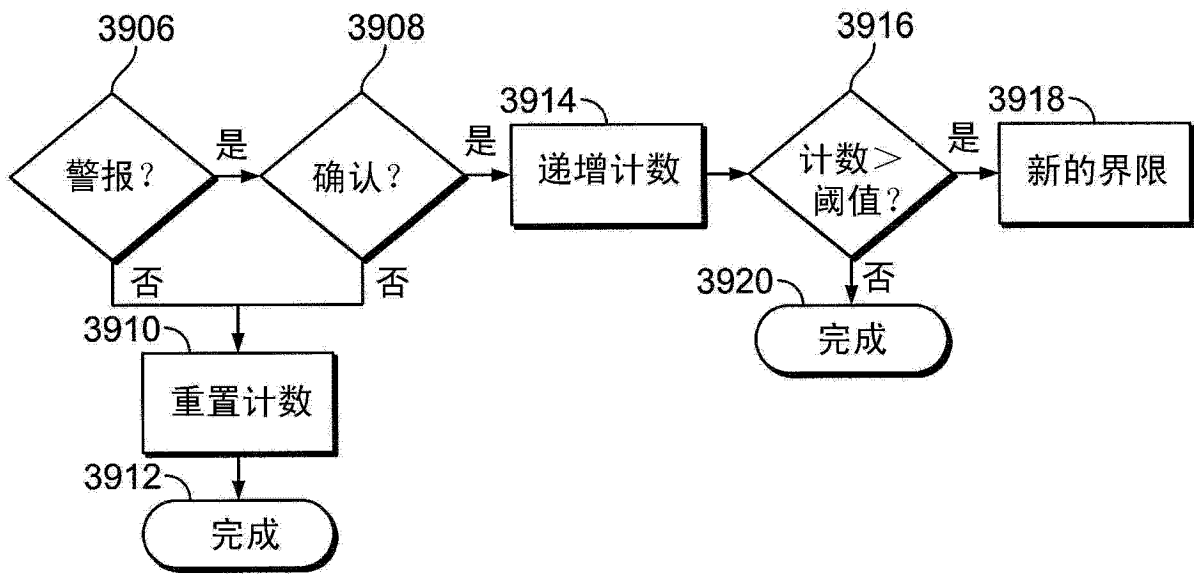 3906
3908
3916
3914
3918
警报?
是
确认?
是
递增计数
计数>
阈值?
是
新的界限
否
否
否
3920
完成
3910
重置计数
3912
完成